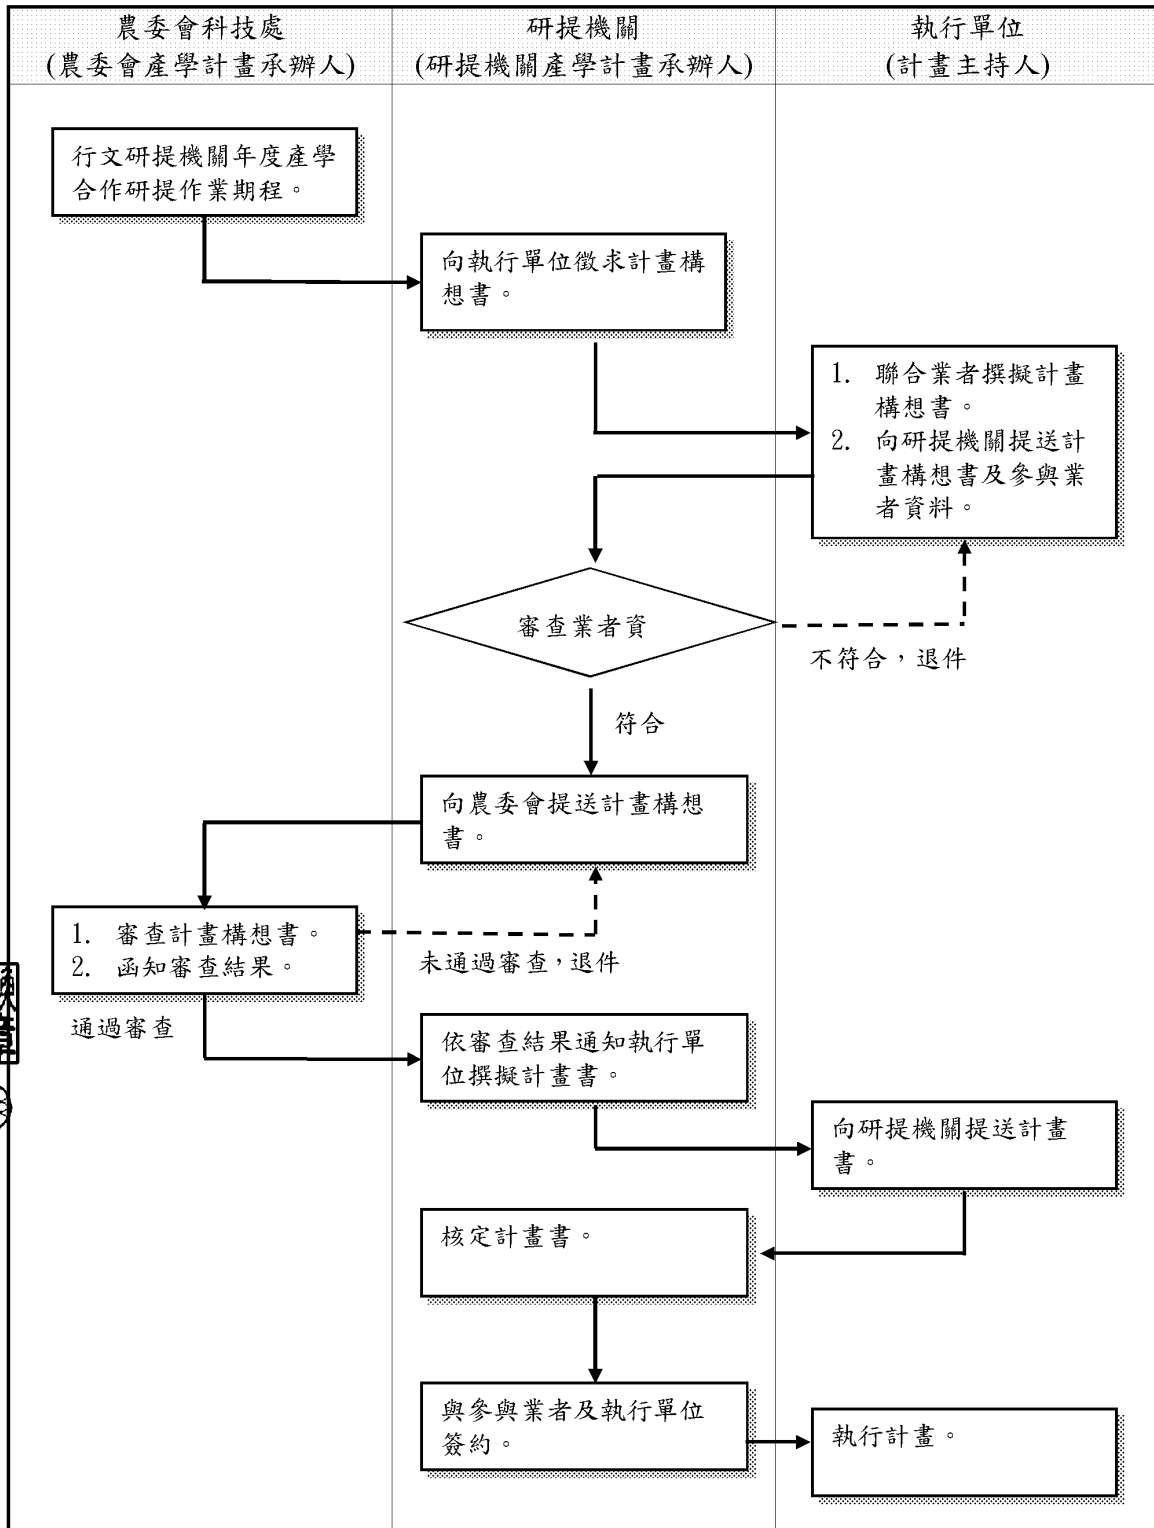 農委會科技處
(農委會產學計畫承辦人)
研提機關
(研提機關產學計畫承辦人)
執行單位
(計畫主持人)
行文研提機關年度產學
合作研提作業期程。
向執行單位徵求計畫構
想書。
1. 聯合業者撰擬計畫
構想書。
2. 向研提機關提送計
畫構想書及參與業
者資料。
審查業者資
不符合，退件
符合
向農委會提送計畫構想
書。
1. 審查計畫構想書。
2. 函知審查結果。
未通過審查，退件
通過審查
依審查結果通知執行單
位撰擬計畫書。
向研提機關提送計畫
書。
核定計畫書。
與參與業者及執行單位
簽約。
執行計畫。